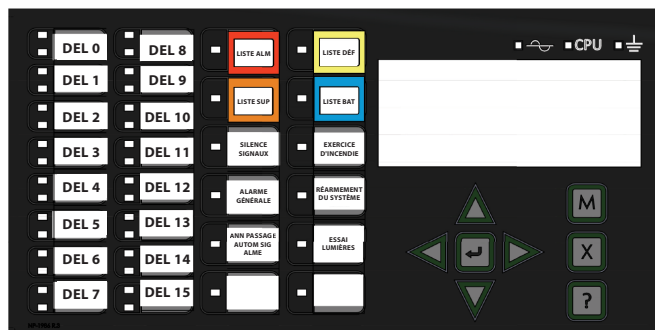 DEL 0
DEL 1
DEL 2
DEL 3
DEL 4
DEL 5
DEL 6
DEL 7
DEL 8
DEL 9
DEL 10
DEL 11
DEL 12
DEL 13
DEL 14
DEL 15
LISTE ALM
LISTE SUP
SILENCE
SIGNAUX
ALARME
GÉNÉRALE
ANN PASSAGE
AUTOM SIG
ALME
LISTE DÉF
LISTE BAT
EXERCICE
D'INCENDIE
RÉARMEMENT
DU SYSTÈME
ESSAI
LUMIÈRES
CPU
M
X
?